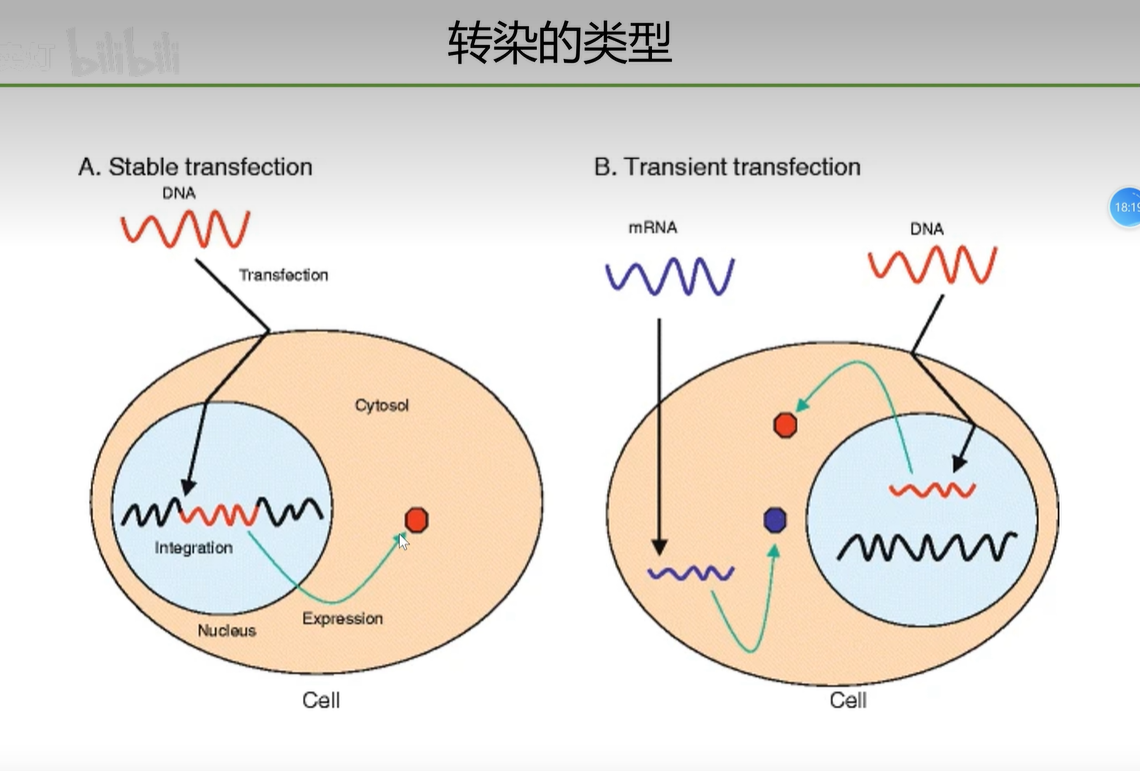 转染的类型
bilibili
A. Stable transfection
DNA
Transfection
Cytosol
Integration
Nucleus
Expression
Cell
B. Transient transfection
mRNA
DNA
Cell
18:19